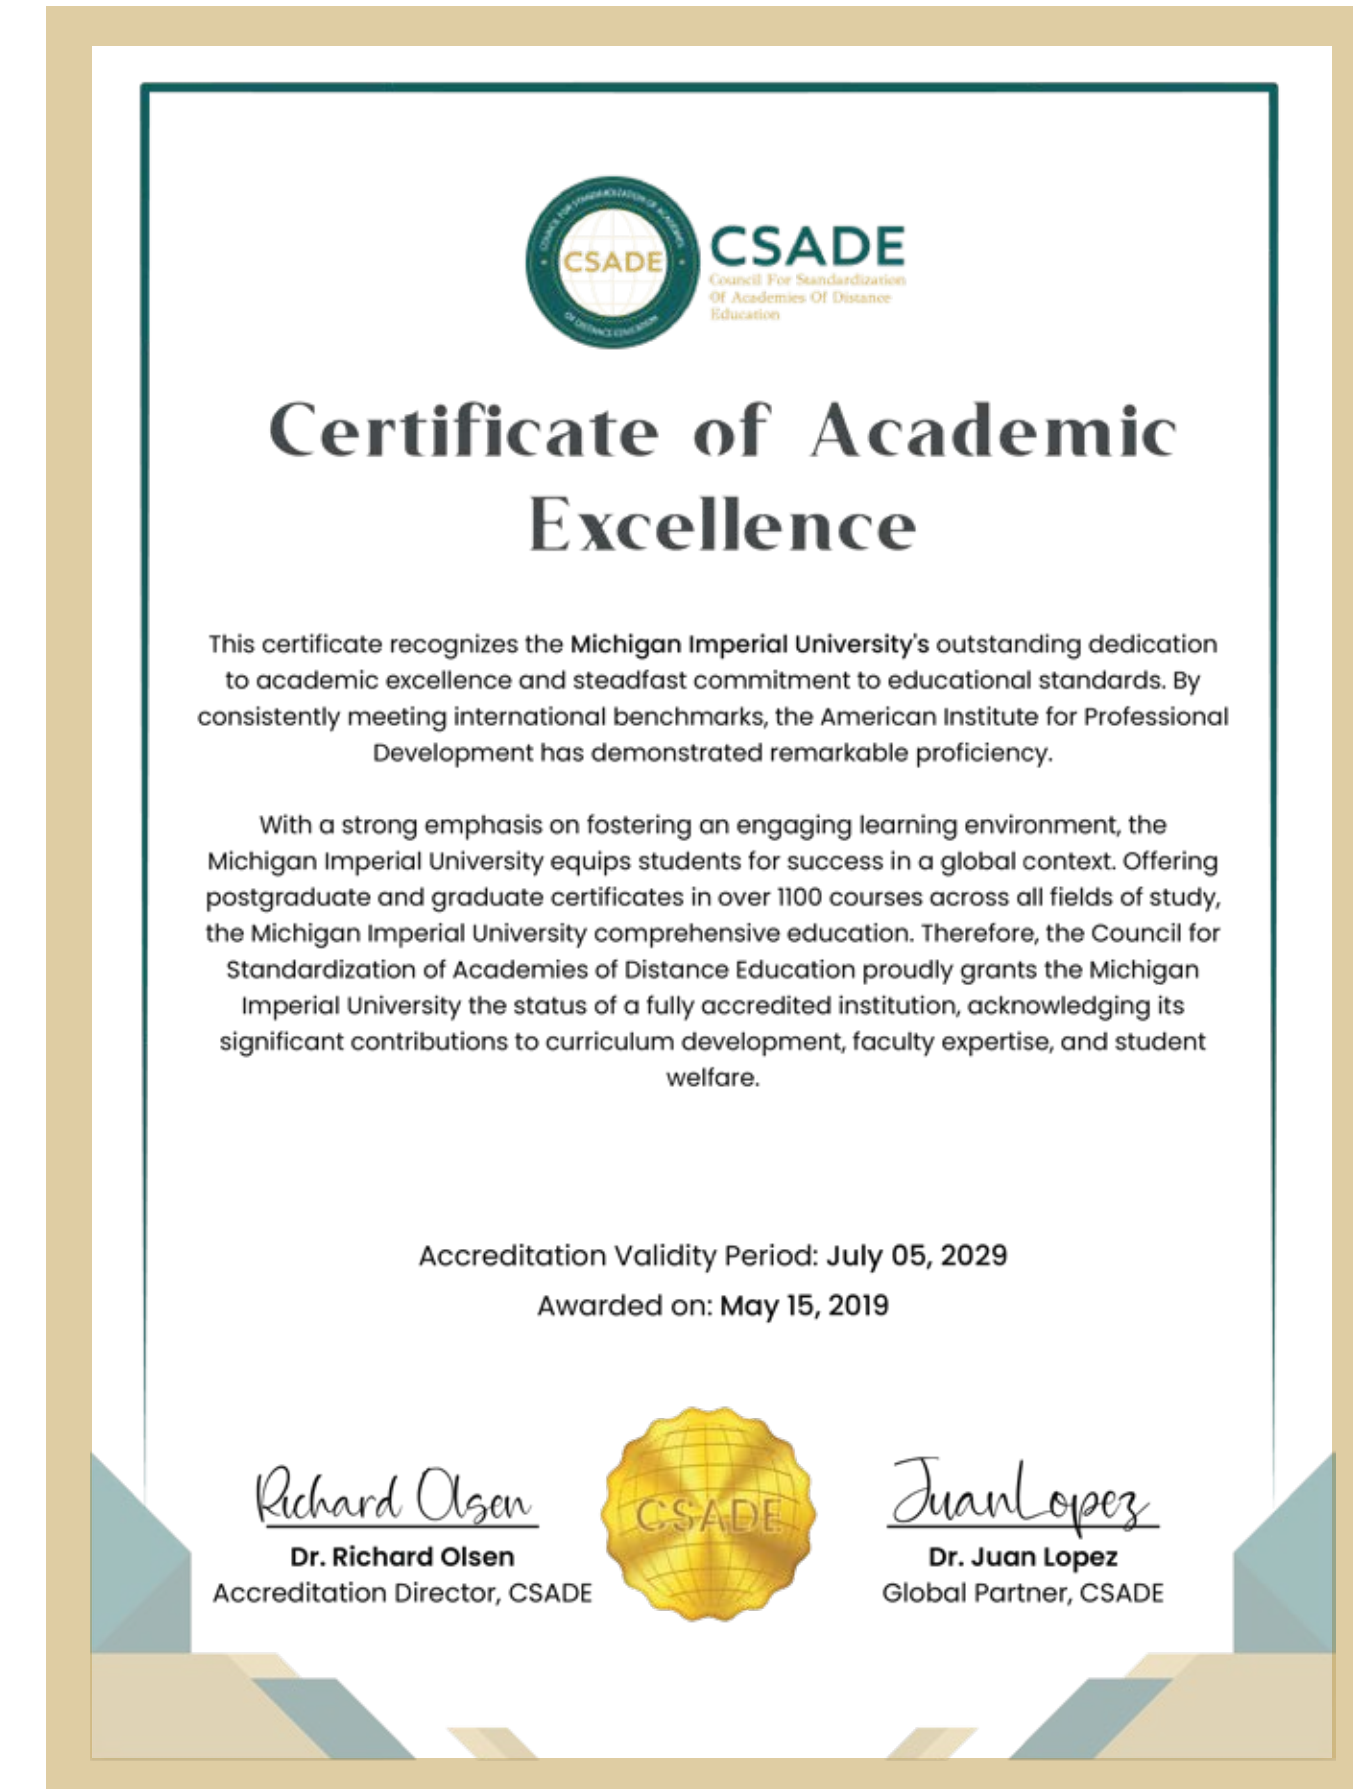 COUNCIL FOR STANDARDIZATION OF ACADEMIES
CSADE
OF DISTANCE EDUCATION
CSADE
Council For Standardization
Of Academies Of Distance
Education
Certificate of Academic
Excellence
This certificate recognizes the Michigan Imperial University's outstanding dedication
to academic excellence and steadfast commitment to educational standards. By
consistently meeting international benchmarks, the American Institute for Professional
Development has demonstrated remarkable proficiency.
With a strong emphasis on fostering an engaging learning environment, the
Michigan Imperial University equips students for success in a global context. Offering
postgraduate and graduate certificates in over 1100 courses across all fields of study,
the Michigan Imperial University comprehensive education. Therefore, the Council for
Standardization of Academies of Distance Education proudly grants the Michigan
Imperial University the status of a fully accredited institution, acknowledging its
significant contributions to curriculum development, faculty expertise, and student
welfare.
Accreditation Validity Period: July 05, 2029
Awarded on: May 15, 2019
Richard Olsen
Dr. Richard Olsen
Accreditation Director, CSADE
CSADE
Juan Lopez
Dr. Juan Lopez
Global Partner, CSADE